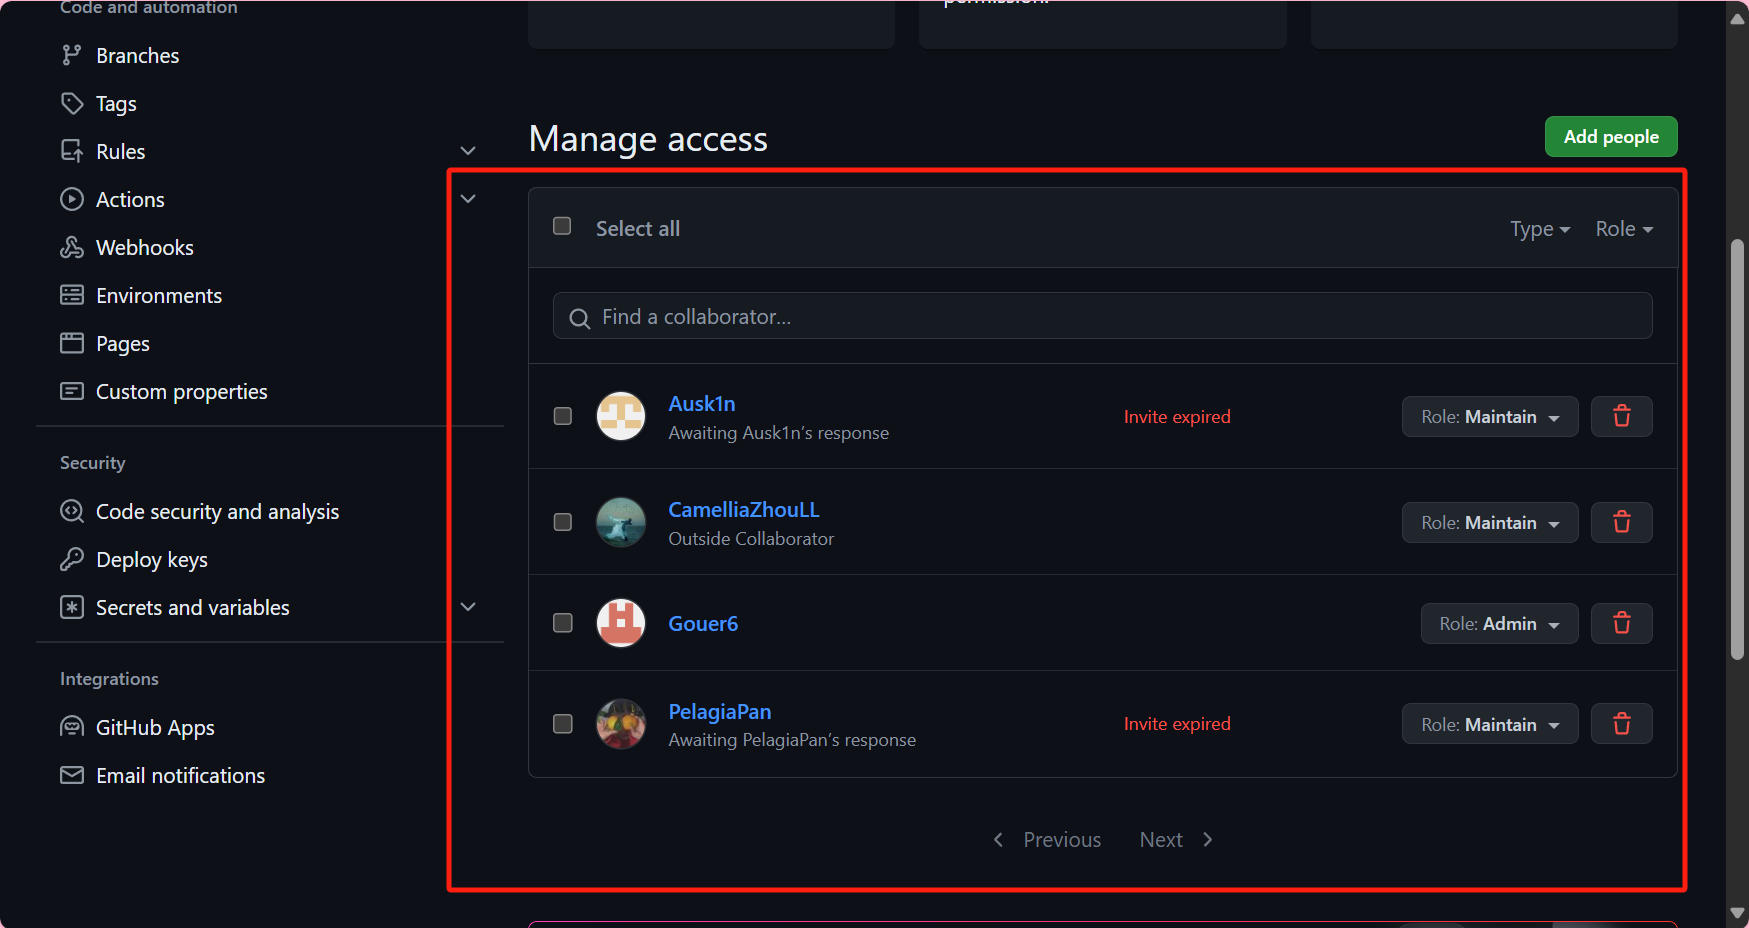 Code and automation
Branches
Tags
Rules
Actions
Webhooks
Environments
Pages
Custom properties
Security
Code security and analysis
Deploy keys
Secrets and variables
Integrations
GitHub Apps
Email notifications
permission.
Manage access
Add people
Select all
Type
Role
Find a collaborator...
Ausk1n
Awaiting Ausk1n's response
Invite expired
Role: Maintain
CamelliaZhouLL
Outside Collaborator
Role: Maintain
Gouer6
Role: Admin
PelagiaPan
Awaiting PelagiaPan's response
Invite expired
Role: Maintain
Previous
Next